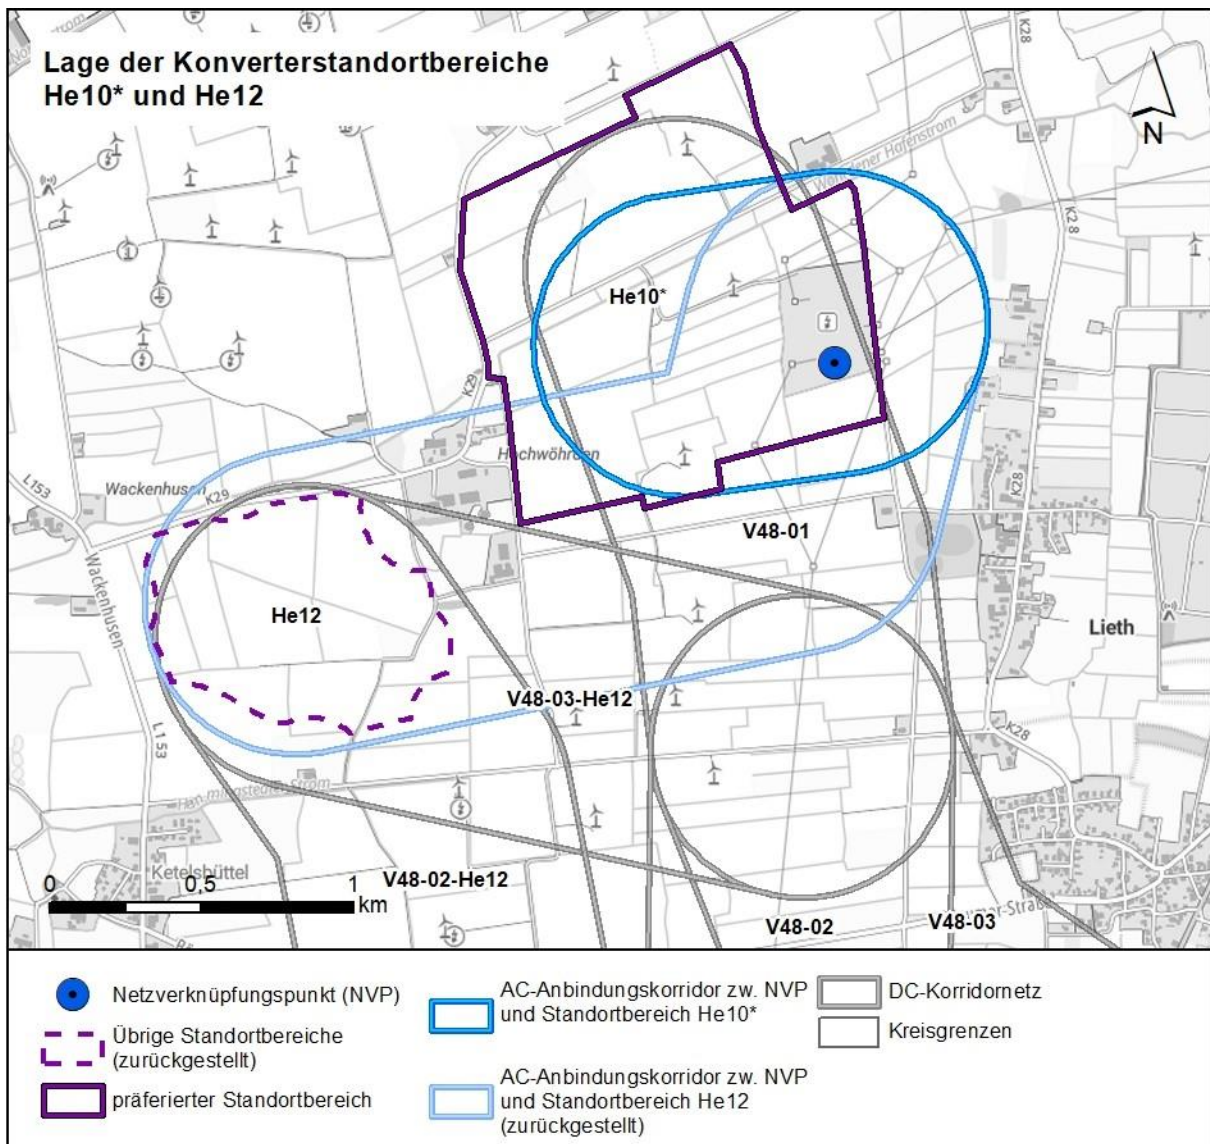 Lage der Konverterstandortbereiche
He10* und He12
K28
N
K28
He10*
K29
Hochwöhrden
Wackenhusen
K29
L153
Wackenhusen
K28
V48-01
He12
Lieth
V48-03-He12
L153
K28
Ketelsbüttel
V48-02-He12
0
0,5
1
km
V48-02
V48-03
Netzverknüpfungspunkt (NVP)
Übrige Standortbereiche
(zurückgestellt)
präferierter Standortbereich
AC-Anbindungskorridor zw. NVP
und Standortbereich He10*
AC-Anbindungskorridor zw. NVP
und Standortbereich He12
(zurückgestellt)
DC-Korridornetz
Kreisgrenzen